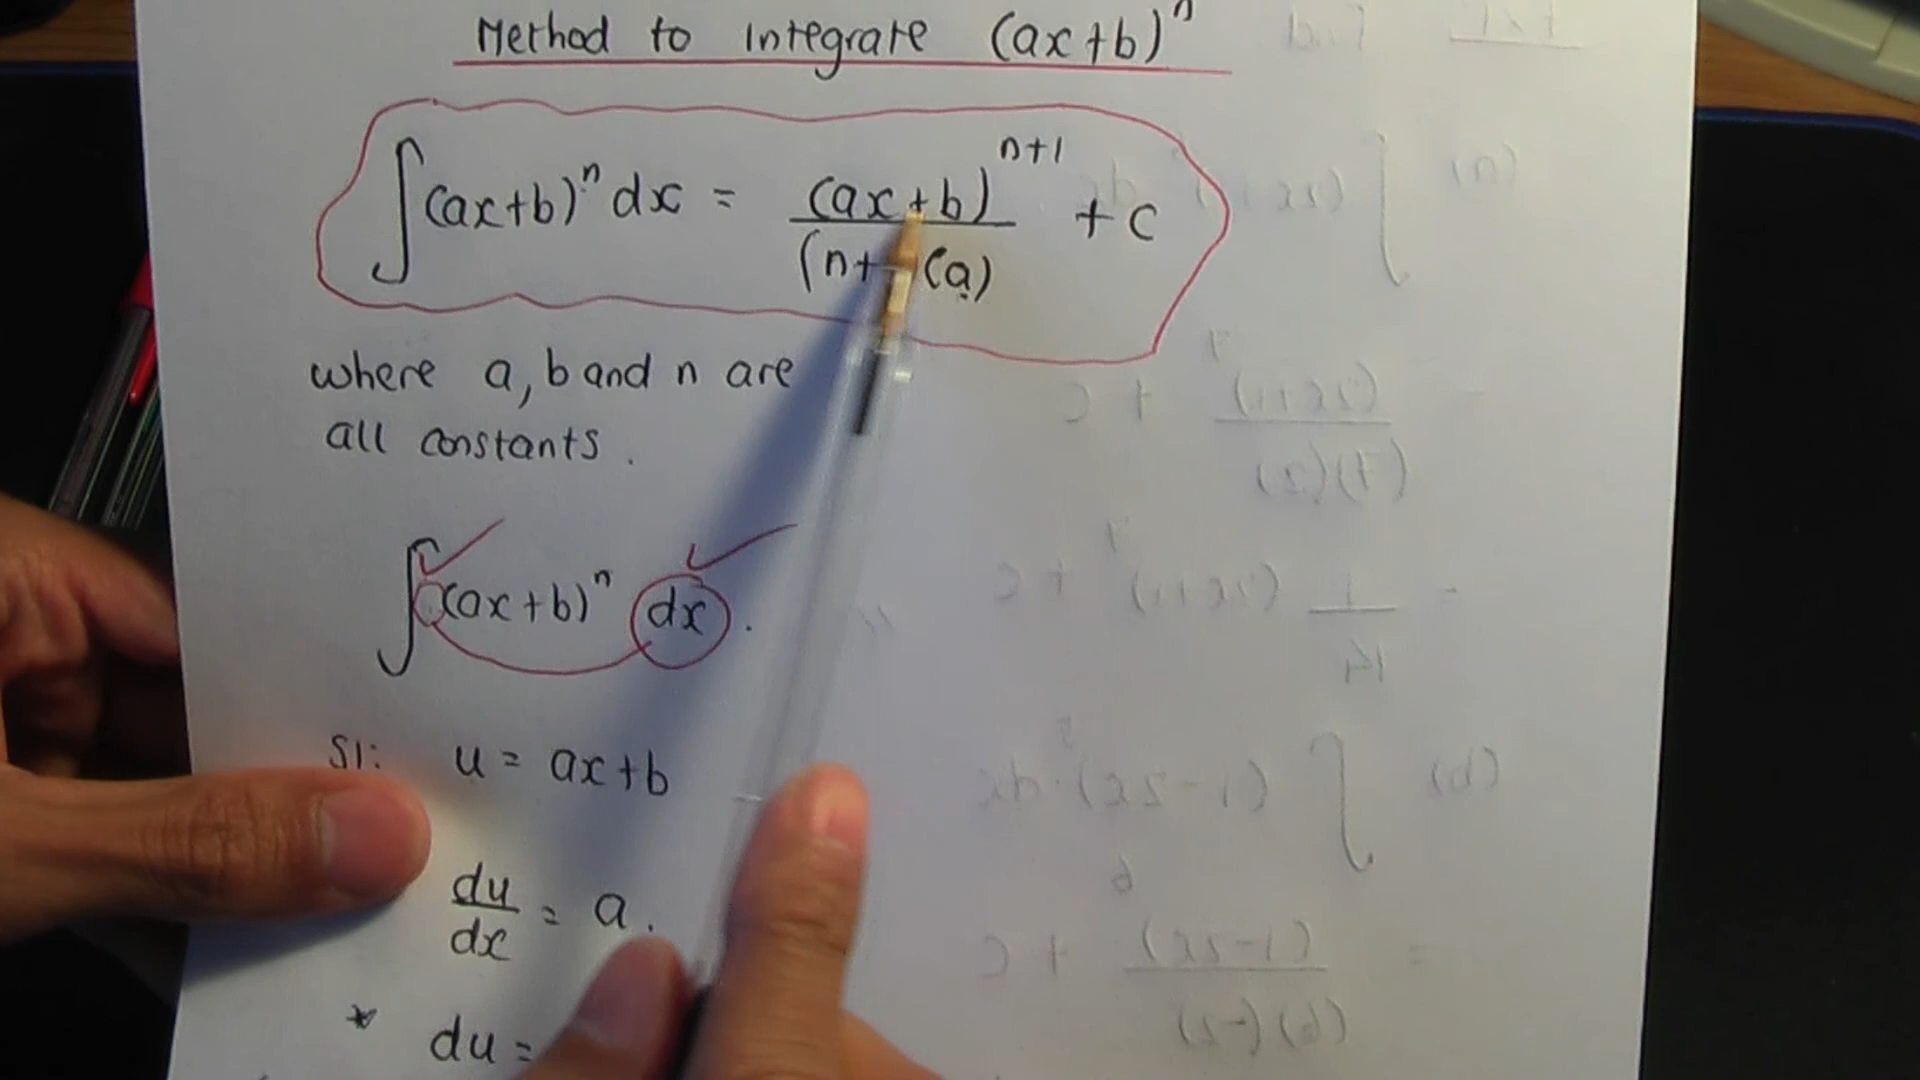 Method to integrate (ax+b)^n
∫(ax+b)^n dx = (ax+b)^{n+1} / (n+ (a) + c
where a, b and n are
all constants.
∫(ax+b)^n dx.
S1: u = ax+b
du/dx = a.
* du =